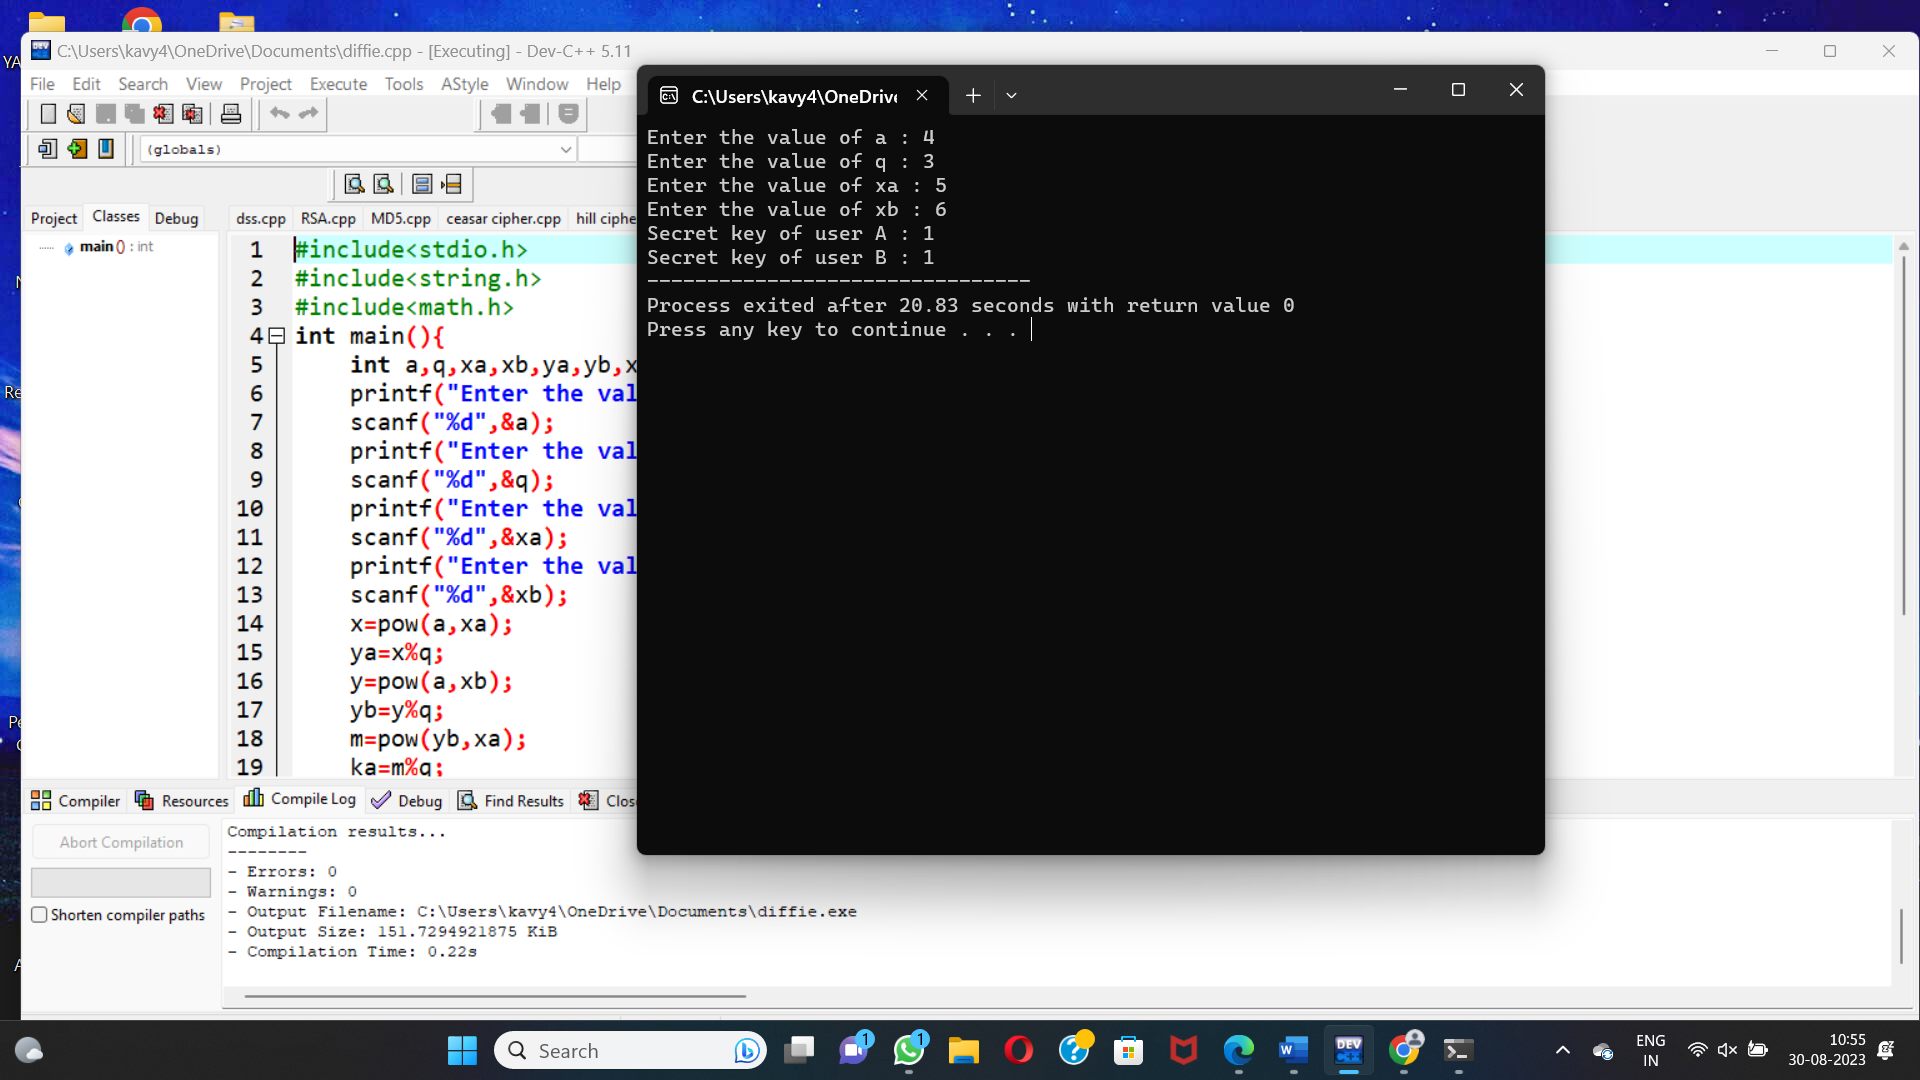 C:\Users\kavy4\OneDrive\Documents\diffie.cpp - [Executing] - Dev-C++ 5.11
File Edit Search View Project Execute Tools AStyle Window Help
(globals)
Project Classes Debug
dss.cpp RSA.cpp MD5.cpp ceasar cipher.cpp hill ciphe
main () : int
1 #include<stdio.h>
2 #include<string.h>
3 #include<math.h>
4 int main(){
5 int a,q,xa,xb,ya,yb,x
6 printf("Enter the val
7 scanf("%d",&a);
8 printf("Enter the val
9 scanf("%d",&q);
10 printf("Enter the val
11 scanf("%d",&xa);
12 printf("Enter the val
13 scanf("%d",&xb);
14 x=pow(a,xa);
15 ya=x%q;
16 y=pow(a,xb);
17 yb=y%q;
18 m=pow(yb,xa);
19 ka=m%q;
C:\Users\kavy4\OneDrive
Enter the value of a : 4
Enter the value of q : 3
Enter the value of xa : 5
Enter the value of xb : 6
Secret key of user A : 1
Secret key of user B : 1
--------------------------------
Process exited after 20.83 seconds with return value 0
Press any key to continue . . .
Compiler Resources Compile Log Debug Find Results Clos
Abort Compilation
Shorten compiler paths
Compilation results...
--------
- Errors: 0
- Warnings: 0
- Output Filename: C:\Users\kavy4\OneDrive\Documents\diffie.exe
- Output Size: 151.7294921875 KiB
- Compilation Time: 0.22s
Search
1
1
DEV C++
ENG
IN
10:55
30-08-2023